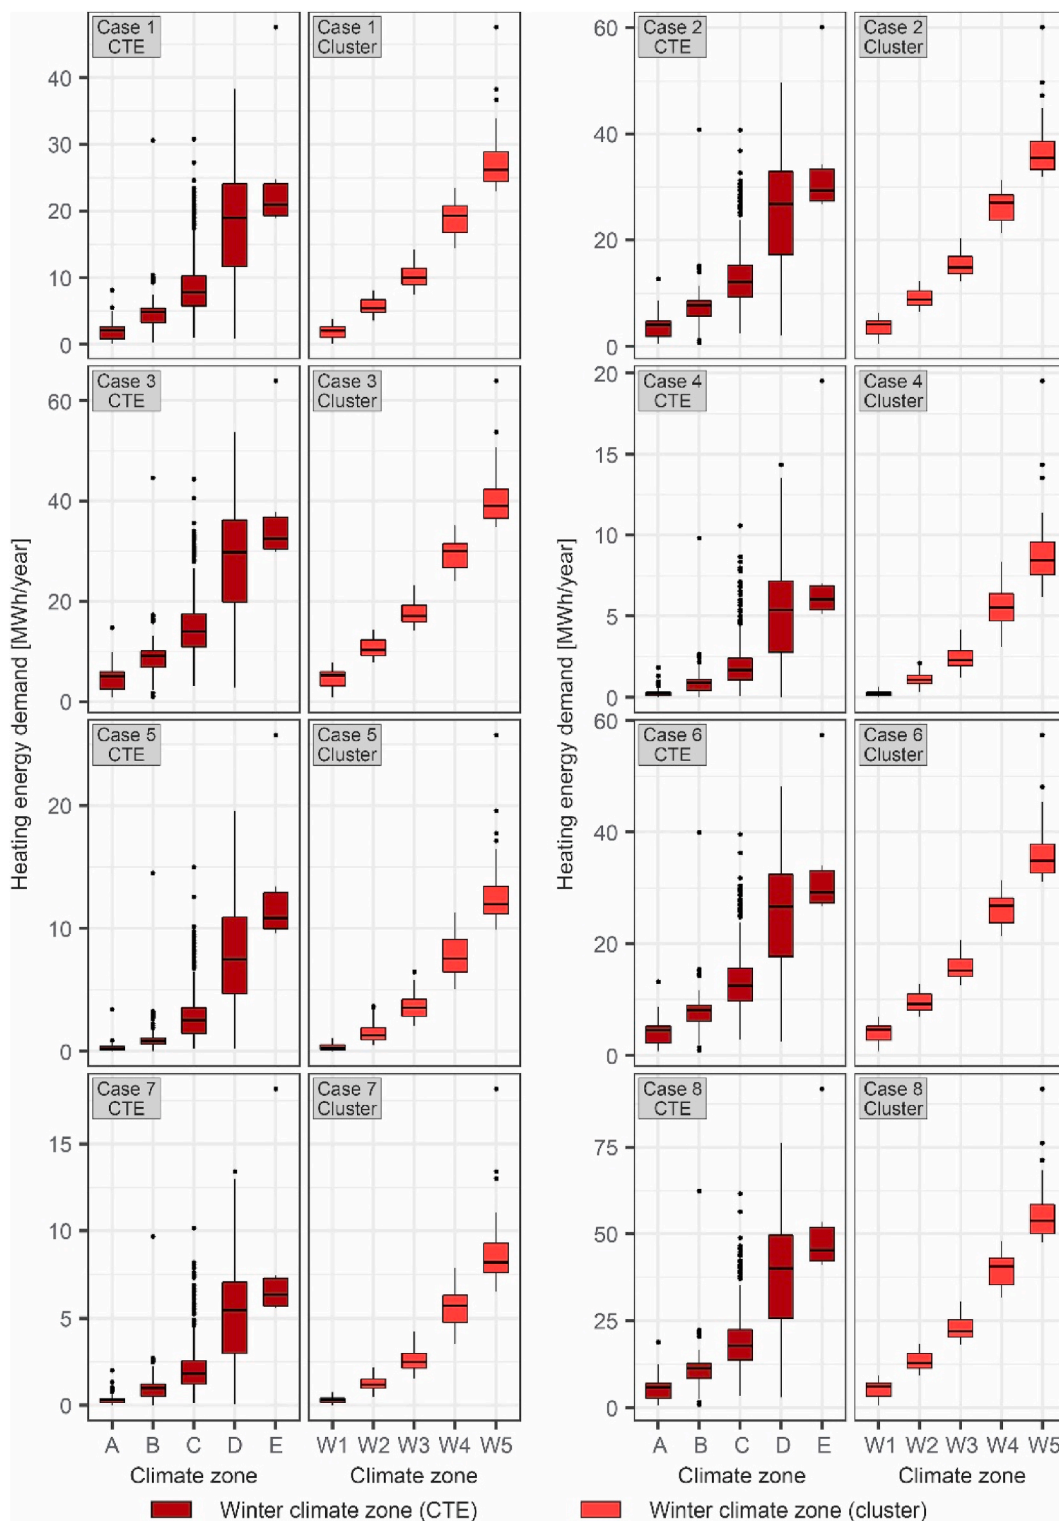 Case 1
CTE
Case 1
Cluster
40
30
20
10
0
Case 2
CTE
Case 2
Cluster
60
40
20
0
Case 3
CTE
Case 3
Cluster
60
40
20
0
Case 4
CTE
Case 4
Cluster
20
15
10
5
0
Heating energy demand [MWh/year]
Heating energy demand [MWh/year]
Case 5
CTE
Case 5
Cluster
20
10
0
Case 6
CTE
Case 6
Cluster
60
40
20
0
Case 7
CTE
Case 7
Cluster
15
10
5
0
Case 8
CTE
Case 8
Cluster
75
50
25
0
A B C D E W1 W2 W3 W4 W5 A B C D E W1 W2 W3 W4 W5
Climate zone Climate zone Climate zone Climate zone
Winter climate zone (CTE) Winter climate zone (cluster)